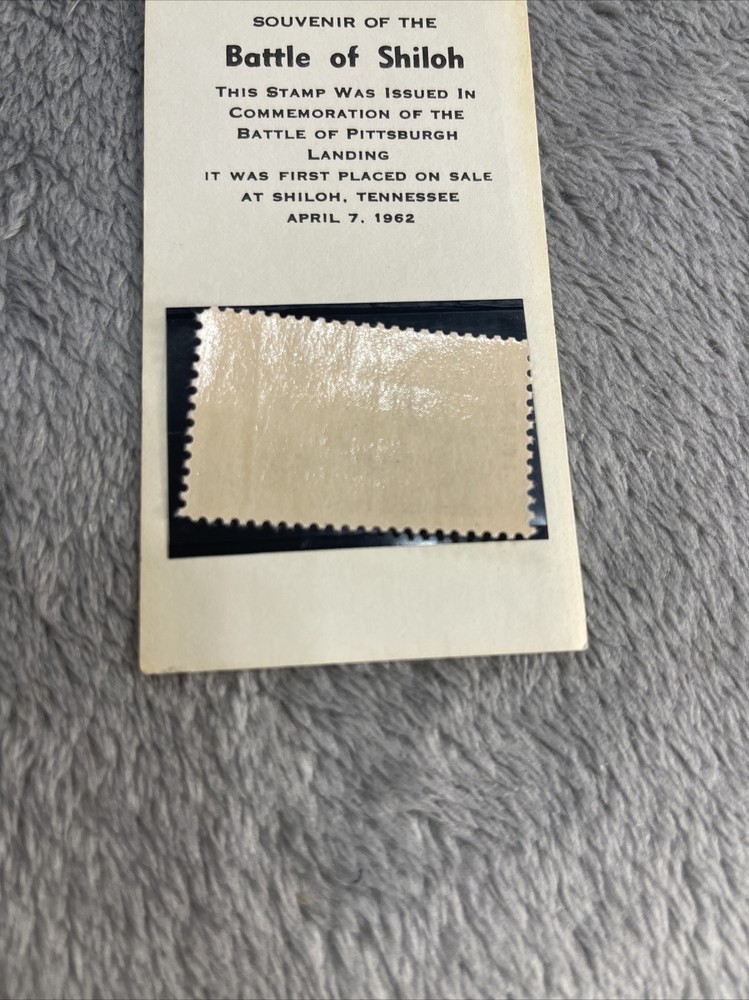 SOUVENIR OF THE
Battle of Shiloh
THIS STAMP WAS ISSUED IN
COMMEMORATION OF THE
BATTLE OF PITTSBURGH
LANDING
IT WAS FIRST PLACED ON SALE
AT SHILOH, TENNESSEE
APRIL 7, 1962